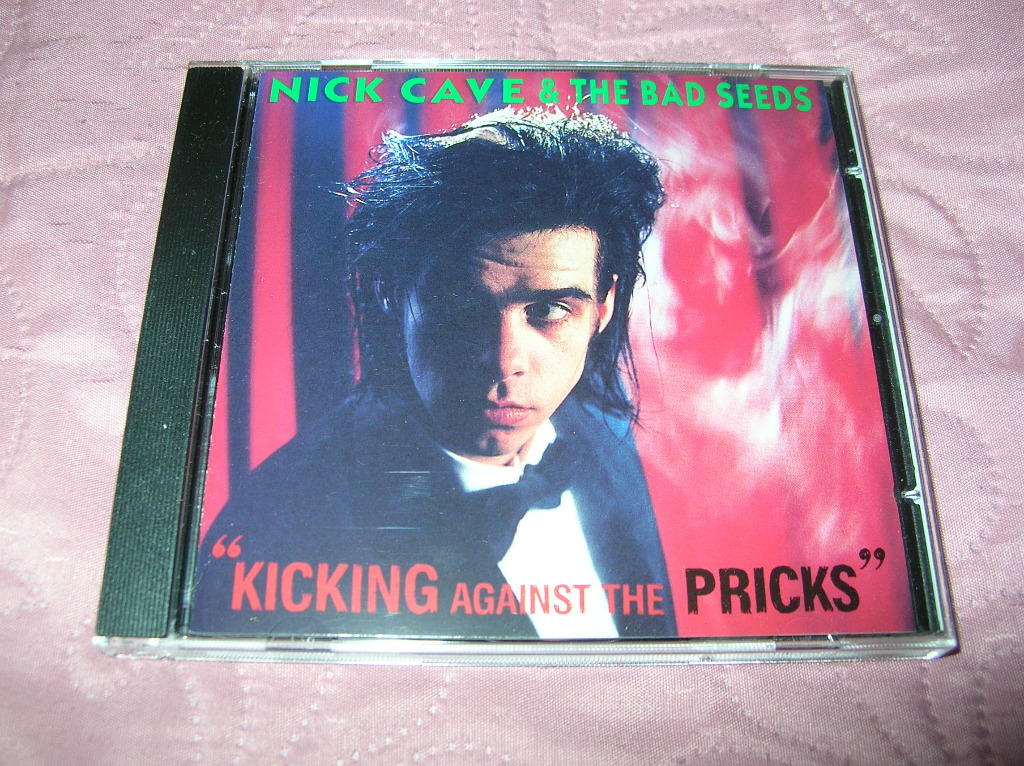 NICK CAVE & THE BAD SEEDS
“KICKING AGAINST THE PRICKS”